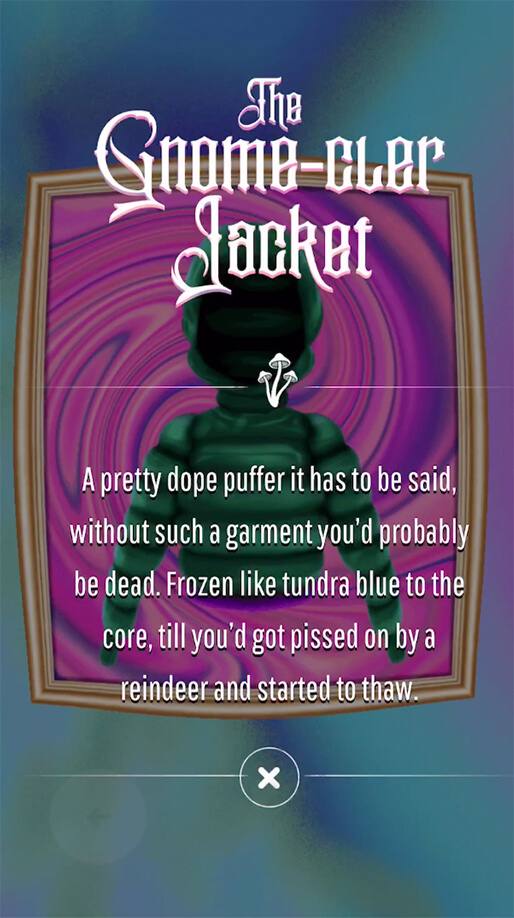 The
Gnome-cler
Jacket
A pretty dope puffer it has to be said,
without such a garment you'd probably
be dead. Frozen like tundra blue to the
core, till you'd got pissed on by a
reindeer and started to thaw.